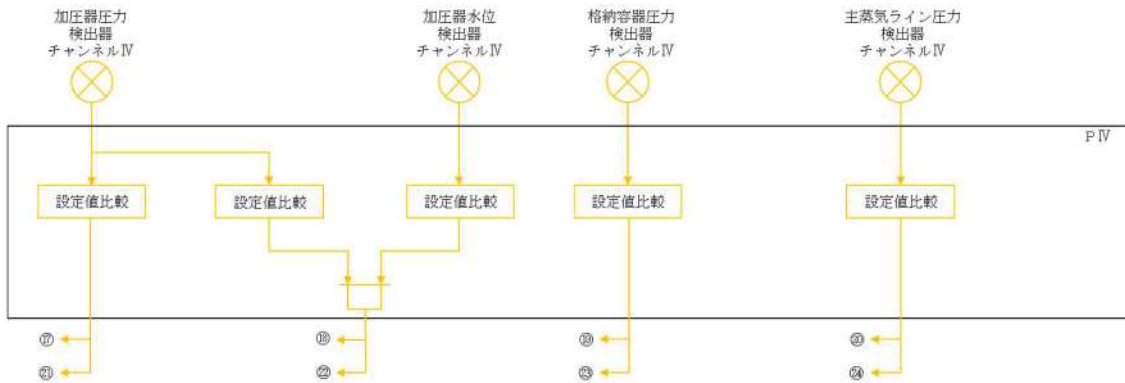 加圧器圧力
検出器
チャンネルⅣ
加圧器水位
検出器
チャンネルⅣ
格納容器圧力
検出器
チャンネルⅣ
主蒸気ライン圧力
検出器
チャンネルⅣ
PⅣ
設定値比較
設定値比較
設定値比較
設定値比較
設定値比較
⑰
⑱
⑲
⑳
㉑
㉒
㉓
㉔